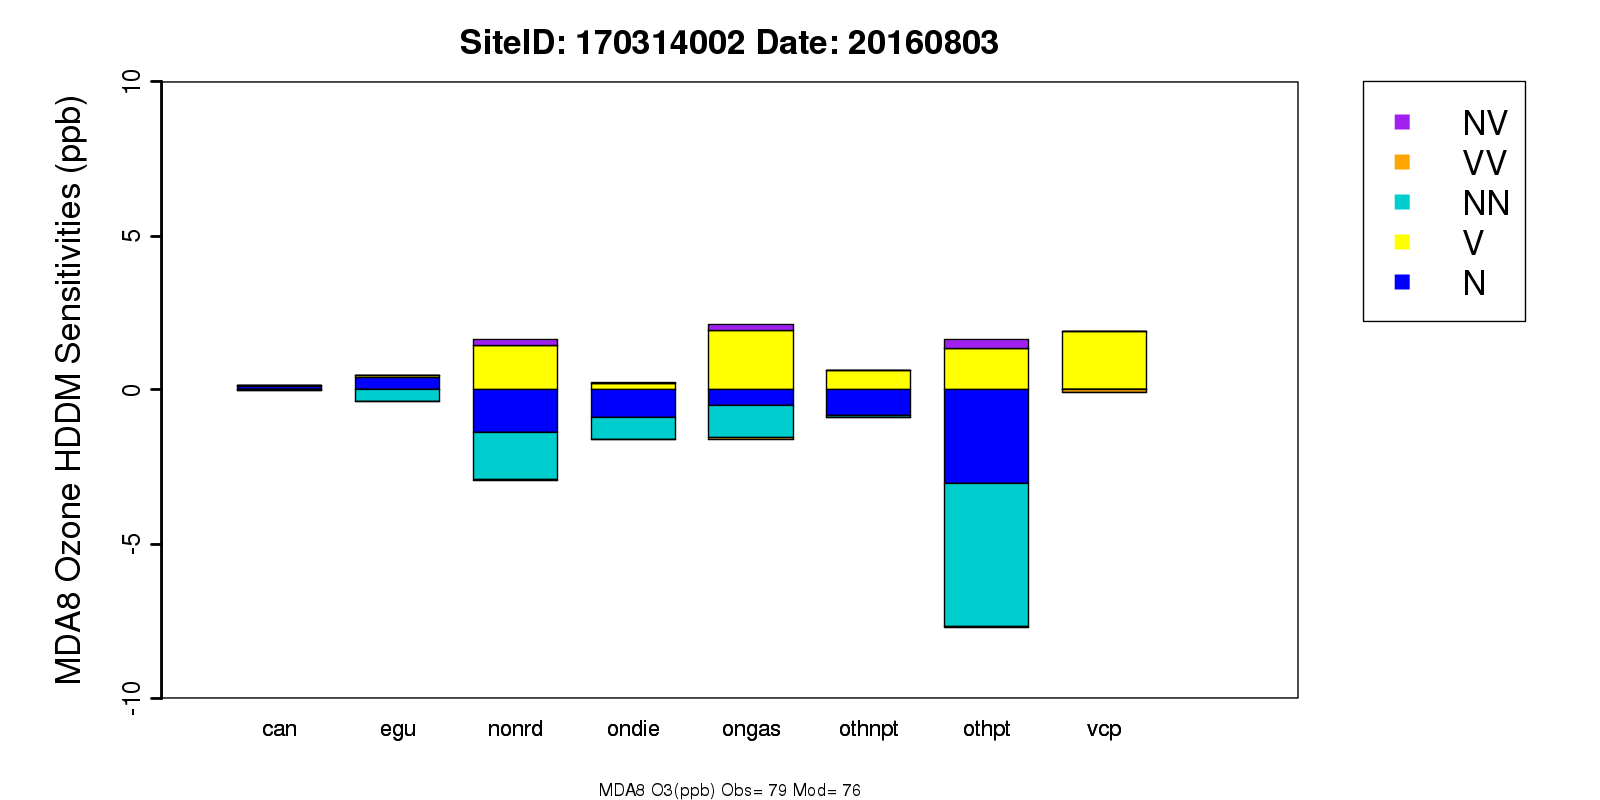 SiteID: 170314002 Date: 20160803
MDA8 Ozone HDDM Sensitivities (ppb)
10
5
0
-5
-10
can egu nonrd ondie ongas othnpt othpt vcp
MDA8 O3(ppb) Obs= 79 Mod= 76
NV
VV
NN
V
N